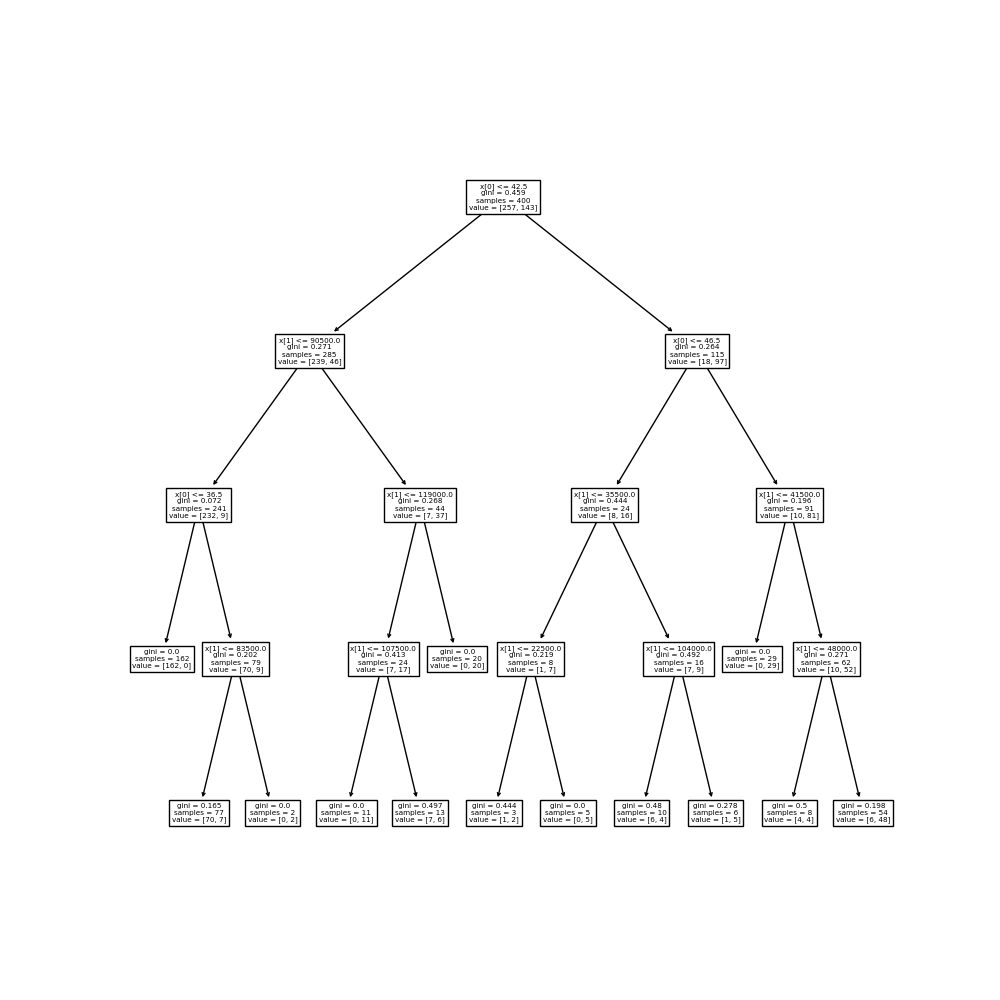 x[0] <= 42.5
gini = 0.459
samples = 400
value = [257, 143]
x[1] <= 90500.0
gini = 0.271
samples = 285
value = [239, 46]
x[0] <= 46.5
gini = 0.264
samples = 115
value = [18, 97]
x[0] <= 36.5
gini = 0.072
samples = 241
value = [232, 9]
x[1] <= 119000.0
gini = 0.268
samples = 44
value = [7, 37]
x[1] <= 35500.0
gini = 0.444
samples = 24
value = [8, 16]
x[1] <= 41500.0
gini = 0.196
samples = 91
value = [10, 81]
gini = 0.0
samples = 162
value = [162, 0]
x[1] <= 83500.0
gini = 0.202
samples = 79
value = [70, 9]
x[1] <= 107500.0
gini = 0.413
samples = 24
value = [7, 17]
gini = 0.0
samples = 20
value = [0, 20]
x[1] <= 22500.0
gini = 0.219
samples = 8
value = [1, 7]
x[1] <= 104000.0
gini = 0.492
samples = 16
value = [7, 9]
gini = 0.0
samples = 29
value = [0, 29]
x[1] <= 48000.0
gini = 0.271
samples = 62
value = [10, 52]
gini = 0.165
samples = 77
value = [70, 7]
gini = 0.0
samples = 2
value = [0, 2]
gini = 0.0
samples = 11
value = [0, 11]
gini = 0.497
samples = 13
value = [7, 6]
gini = 0.444
samples = 3
value = [1, 2]
gini = 0.0
samples = 5
value = [0, 5]
gini = 0.48
samples = 10
value = [6, 4]
gini = 0.278
samples = 6
value = [1, 5]
gini = 0.5
samples = 8
value = [4, 4]
gini = 0.198
samples = 54
value = [6, 48]